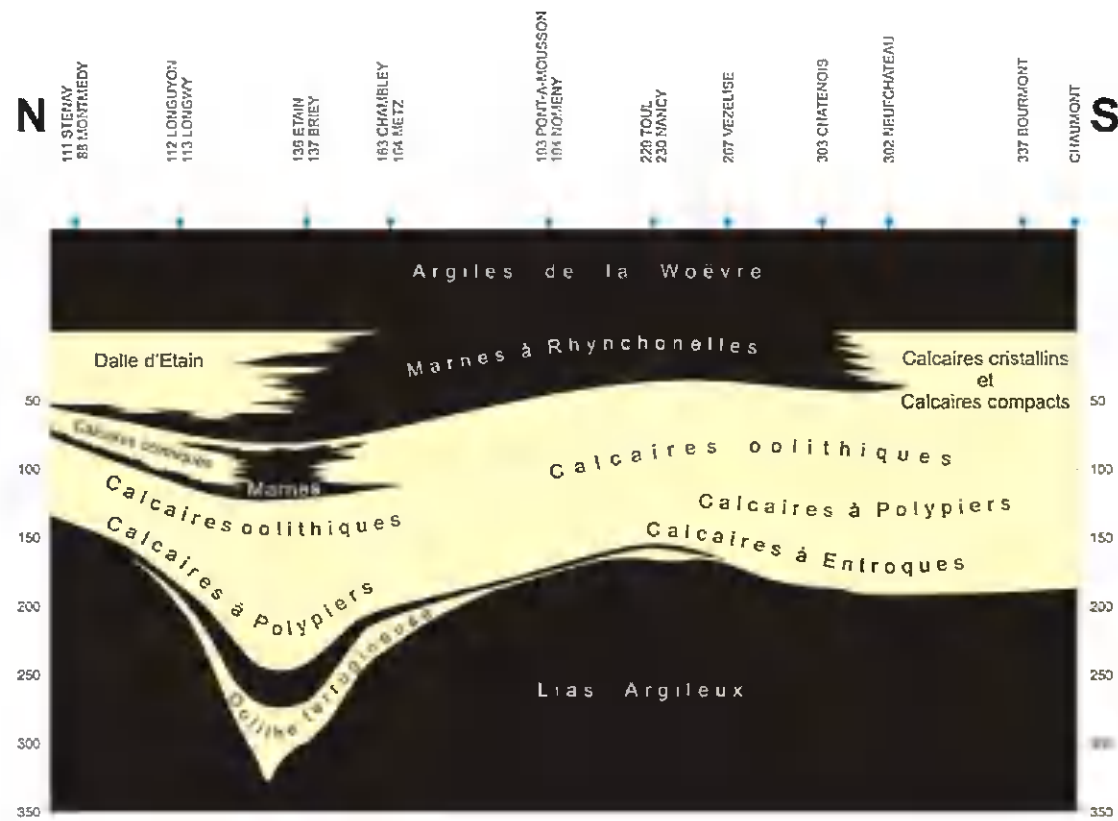 N
S
111 STENAY
88 MONTMEDY
112 LONGUYON
113 LONGWY
136 ETAIN
137 BRIEY
163 CHAMBLEY
164 METZ
193 PONT-A-MOUSSON
194 NOMENY
229 TOUL
230 NANCY
267 VEZELISE
303 CHATENOIS
302 NEUFCHATEAU
337 BOURMONT
CHAUMONT
Argiles de la Woëvre
Dalle d'Etain
Marnes à Rhynchonelles
Calcaires cristallins
et
Calcaires compacts
50
50
Calcaires
Calcaires oolithiques
100
100
Marnes
Calcaires oolithiques
Calcaires à Polypiers
150
150
Calcaires à Polypiers
Calcaires à Entroques
200
200
Oolithe ferrugineuse
250
250
Lias Argileux
300
350
350